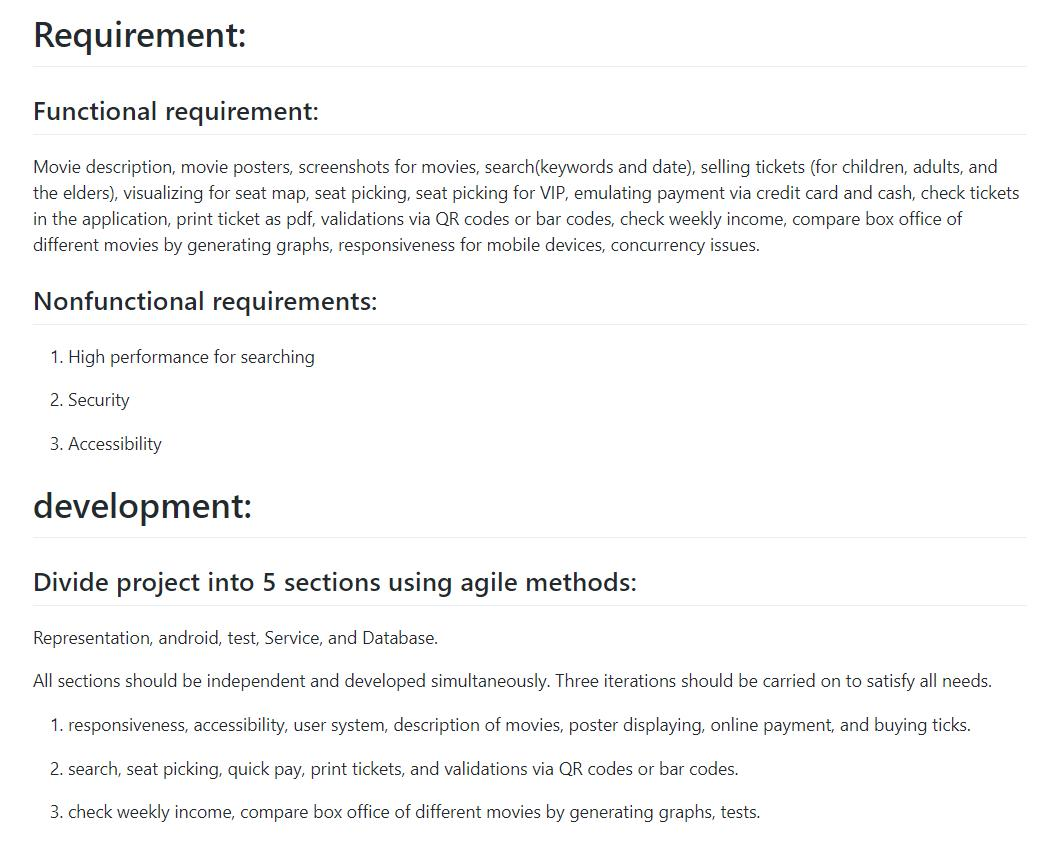 Requirement:
Functional requirement:
Movie description, movie posters, screenshots for movies, search(keywords and date), selling tickets (for children, adults, and
the elders), visualizing for seat map, seat picking, seat picking for VIP, emulating payment via credit card and cash, check tickets
in the application, print ticket as pdf, validations via QR codes or bar codes, check weekly income, compare box office of
different movies by generating graphs, responsiveness for mobile devices, concurrency issues.
Nonfunctional requirements:
1. High performance for searching
2. Security
3. Accessibility
development:
Divide project into 5 sections using agile methods:
Representation, android, test, Service, and Database.
All sections should be independent and developed simultaneously. Three iterations should be carried on to satisfy all needs.
1. responsiveness, accessibility, user system, description of movies, poster displaying, online payment, and buying ticks.
2. search, seat picking, quick pay, print tickets, and validations via QR codes or bar codes.
3. check weekly income, compare box office of different movies by generating graphs, tests.